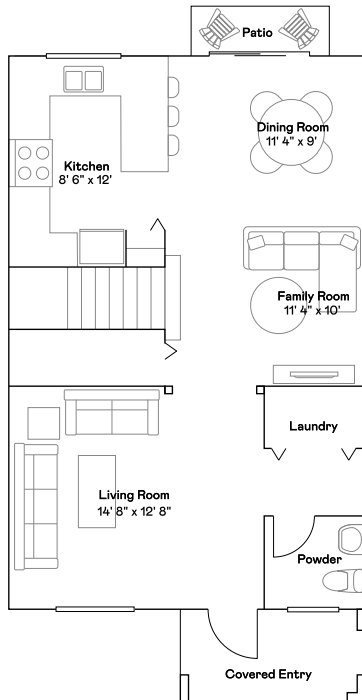 Patio
Dining Room
11' 4" x 9'
Kitchen
8' 6" x 12'
Family Room
11' 4" x 10'
Laundry
Living Room
14' 8" x 12' 8"
Powder
Covered Entry